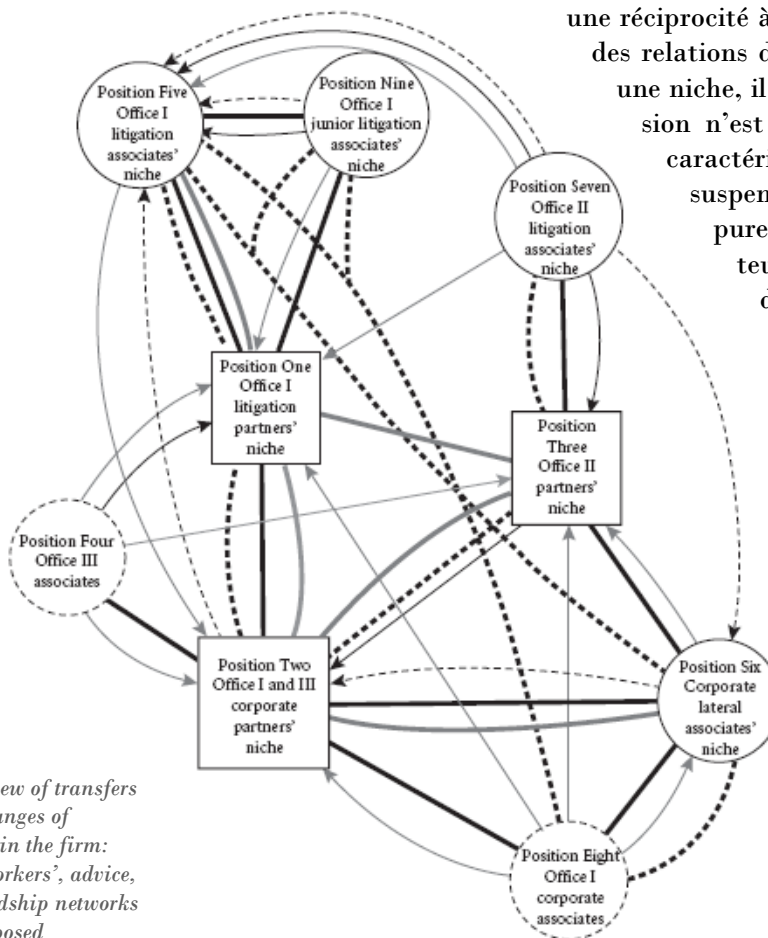 une réciprocité à
des relations d
une niche, il
sion n'est
caractéri
suspen
pure
teu
d
Position Five
Office I
litigation
associates'
niche
Position Nine
Office I
junior litigation
associates'
niche
Position Seven
Office II
litigation
associates'
niche
Position One
Office I
litigation
partners'
niche
Position
Three
Office II
partners'
niche
Position Four
Office III
associates
Position Two
Office I and III
corporate
partners'
niche
Position Six
Corporate
lateral
associates'
niche
Position Eight
Office I
corporate
associates
ew of transfers
anges of
in the firm:
orkers', advice,
dship networks
posed